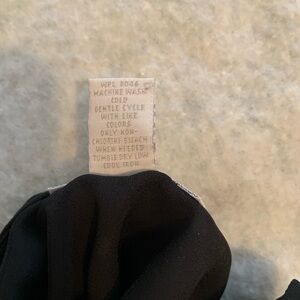 WPL 8046
MACHINE WASH
COLD
GENTLE CYCLE
WITH LIKE
COLORS
ONLY NON-
CHLORINE BLEACH
WHEN NEEDED
TUMBLE DRY LOW
COOL IRON